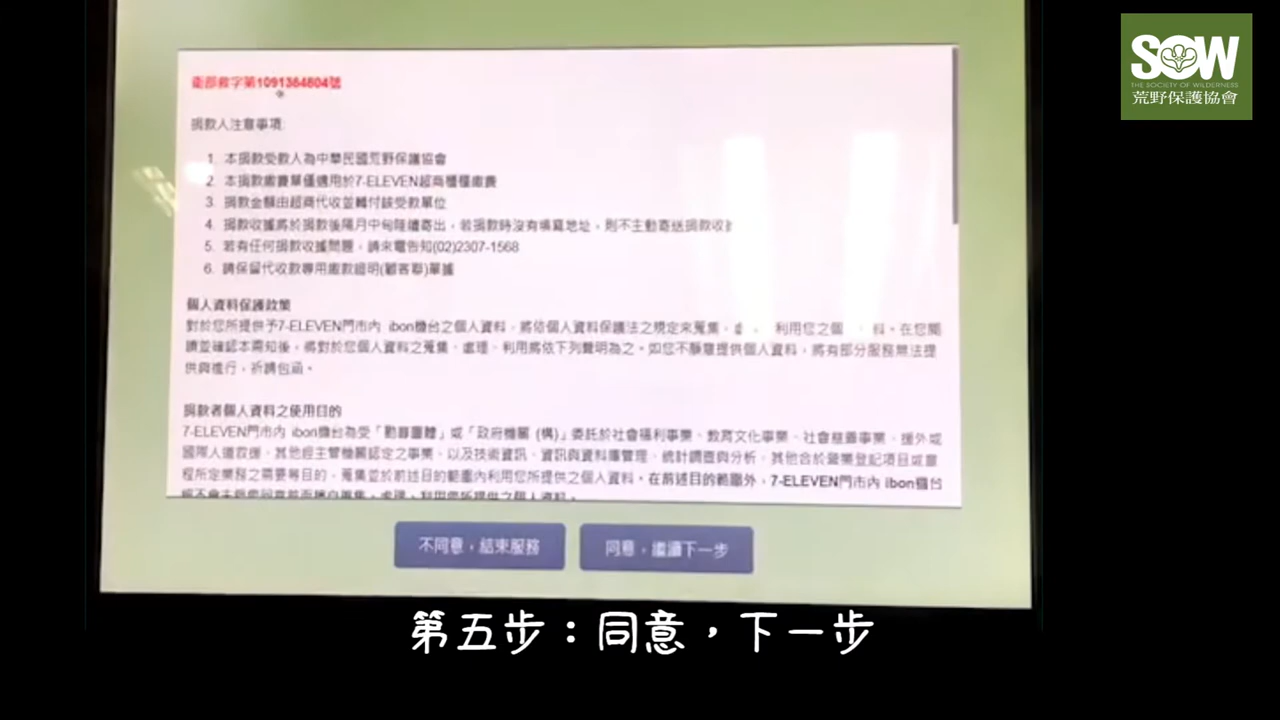 SOW
THE SOCIETY OF WILDERNESS
荒野保護協會
衛部救字第1091364804號
捐款人注意事項:
1. 本捐款受款人為中華民國荒野保護協會
2. 本捐款繳費單僅適用於7-ELEVEN超商櫃檯繳費
3. 捐款金額由超商代收並轉付該受款單位
4. 捐款收據將於捐款後隔月中旬陸續寄出，若捐款時沒有填寫地址，則不主動寄送捐款收
5. 若有任何捐款收據問題，請來電告知(02)2307-1568
6. 請保留代收款專用繳款證明(顧客聯)單據
個人資料保護政策
對於您所提供予7-ELEVEN門市內 ibon機台之個人資料，將依個人資料保護法之規定來蒐集、處 、 利用您之個 料。在您閱
讀並確認本需知後，將對於您個人資料之蒐集、處理、利用將依下列聲明為之。如您不願意提供個人資料，將有部分服務無法提
供與進行，祈請包涵。
捐款者個人資料之使用目的
7-ELEVEN門市內 ibon機台為受「勸募團體」或「政府機關 (構)」委託於社會福利事業、教育文化事業、社會慈善事業、援外或
國際人道救援、其他經主管機關認定之事業、以及技術資訊、資訊與資料庫管理、統計調查與分析、其他合於營業登記項目或章
程所定業務之需要等目的，蒐集並於前述目的範圍內利用您所提供之個人資料。在前述目的範圍外，7-ELEVEN門市內 ibon機台
不同意，結束服務
同意，繼續下一步
第五步：同意，下一步